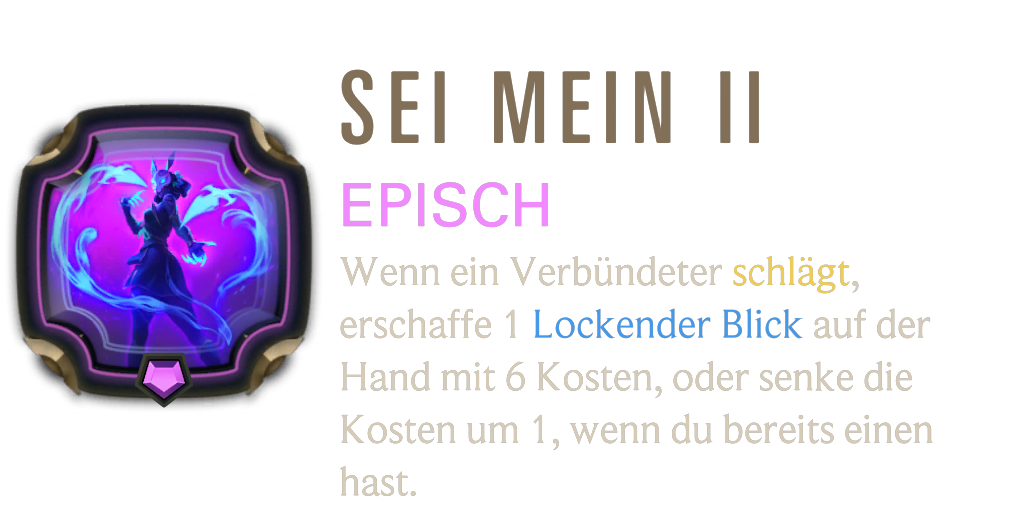 SEI MEIN II
EPISCH
Wenn ein Verbündeter schlägt,
erschaffe 1 Lockender Blick auf der
Hand mit 6 Kosten, oder senke die
Kosten um 1, wenn du bereits einen
hast.